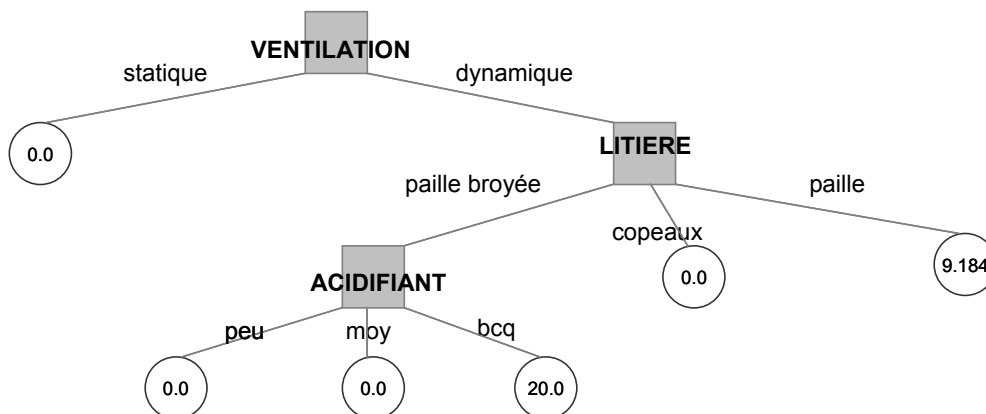 VENTILATION
statique
dynamique
0.0
LITIERE
paille broyée
copeaux
paille
0.0
9.184
ACIDIFIANT
peu
moy
bcq
0.0
0.0
20.0